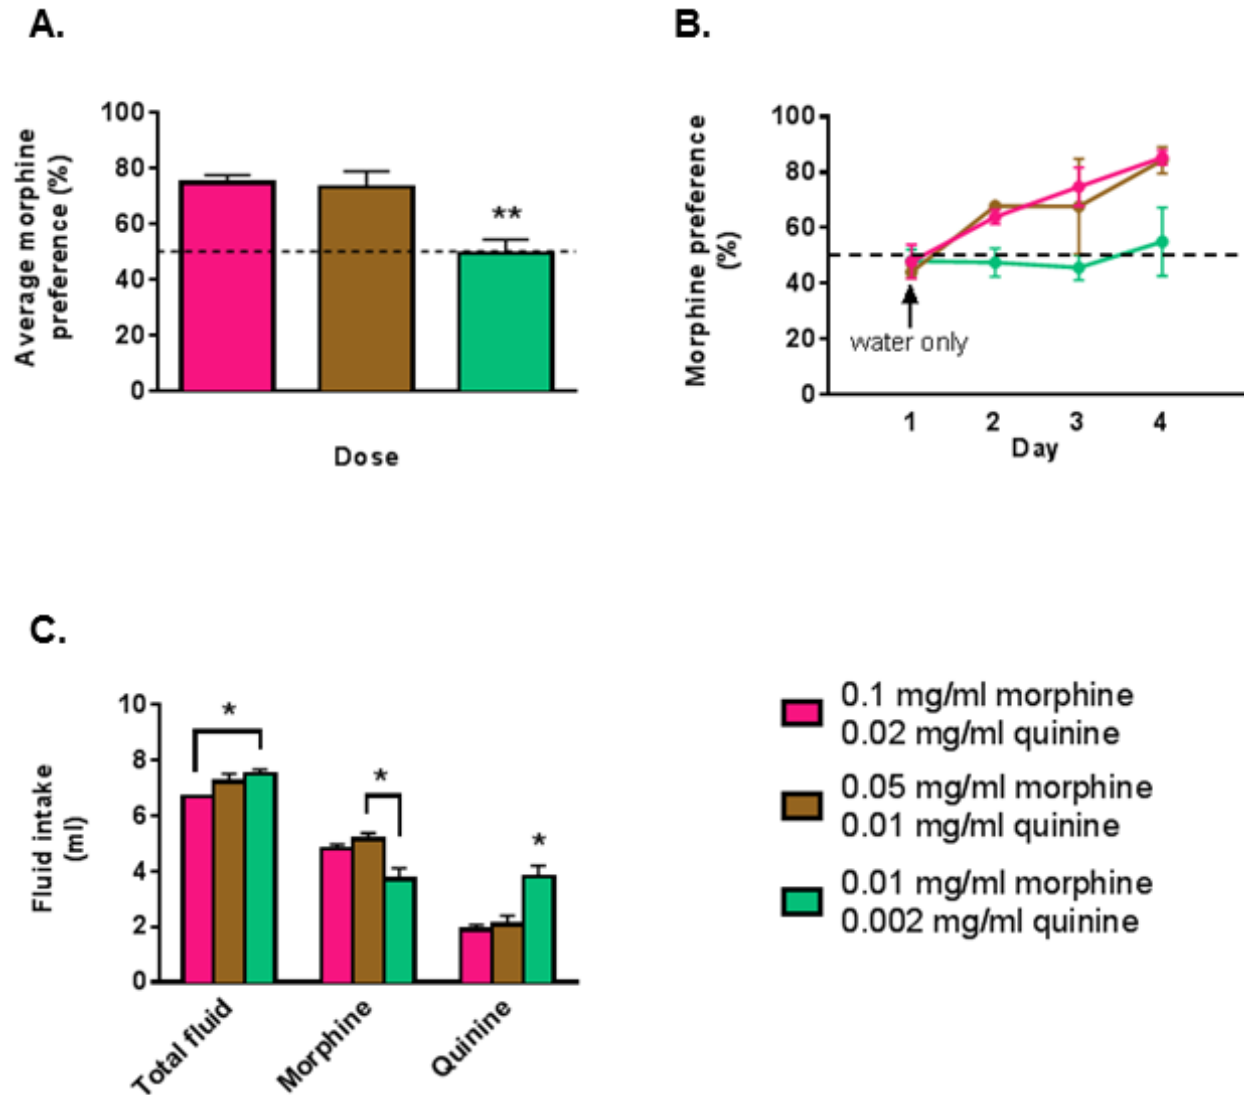 A.
Average morphine
preference (%)
100
80
60
40
20
0
**
Dose
B.
Morphine preference
(%)
100
80
60
40
20
0
water only
1
2
3
4
Day
C.
Fluid intake
(ml)
10
8
6
4
2
0
*
*
*
Total fluid
Morphine
Quinine
0.1 mg/ml morphine
0.02 mg/ml quinine
0.05 mg/ml morphine
0.01 mg/ml quinine
0.01 mg/ml morphine
0.002 mg/ml quinine